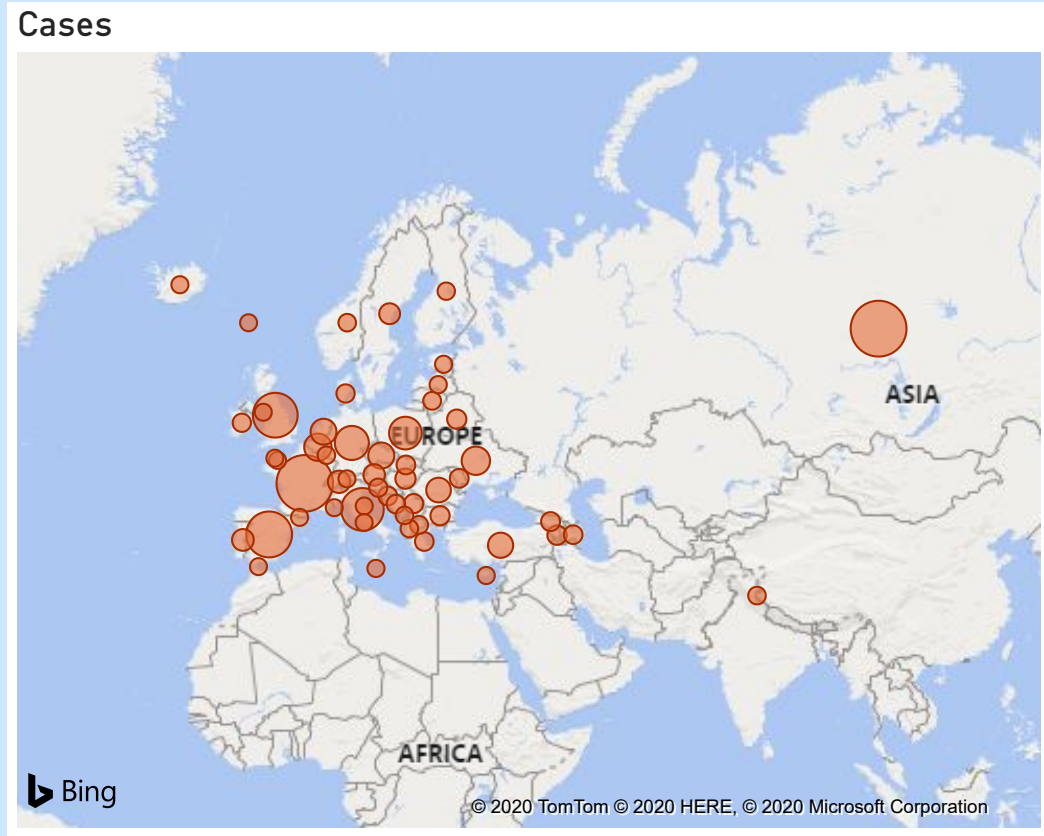 Cases
ASIA
EUROPE
AFRICA
Bing
© 2020 TomTom © 2020 HERE, © 2020 Microsoft Corporation